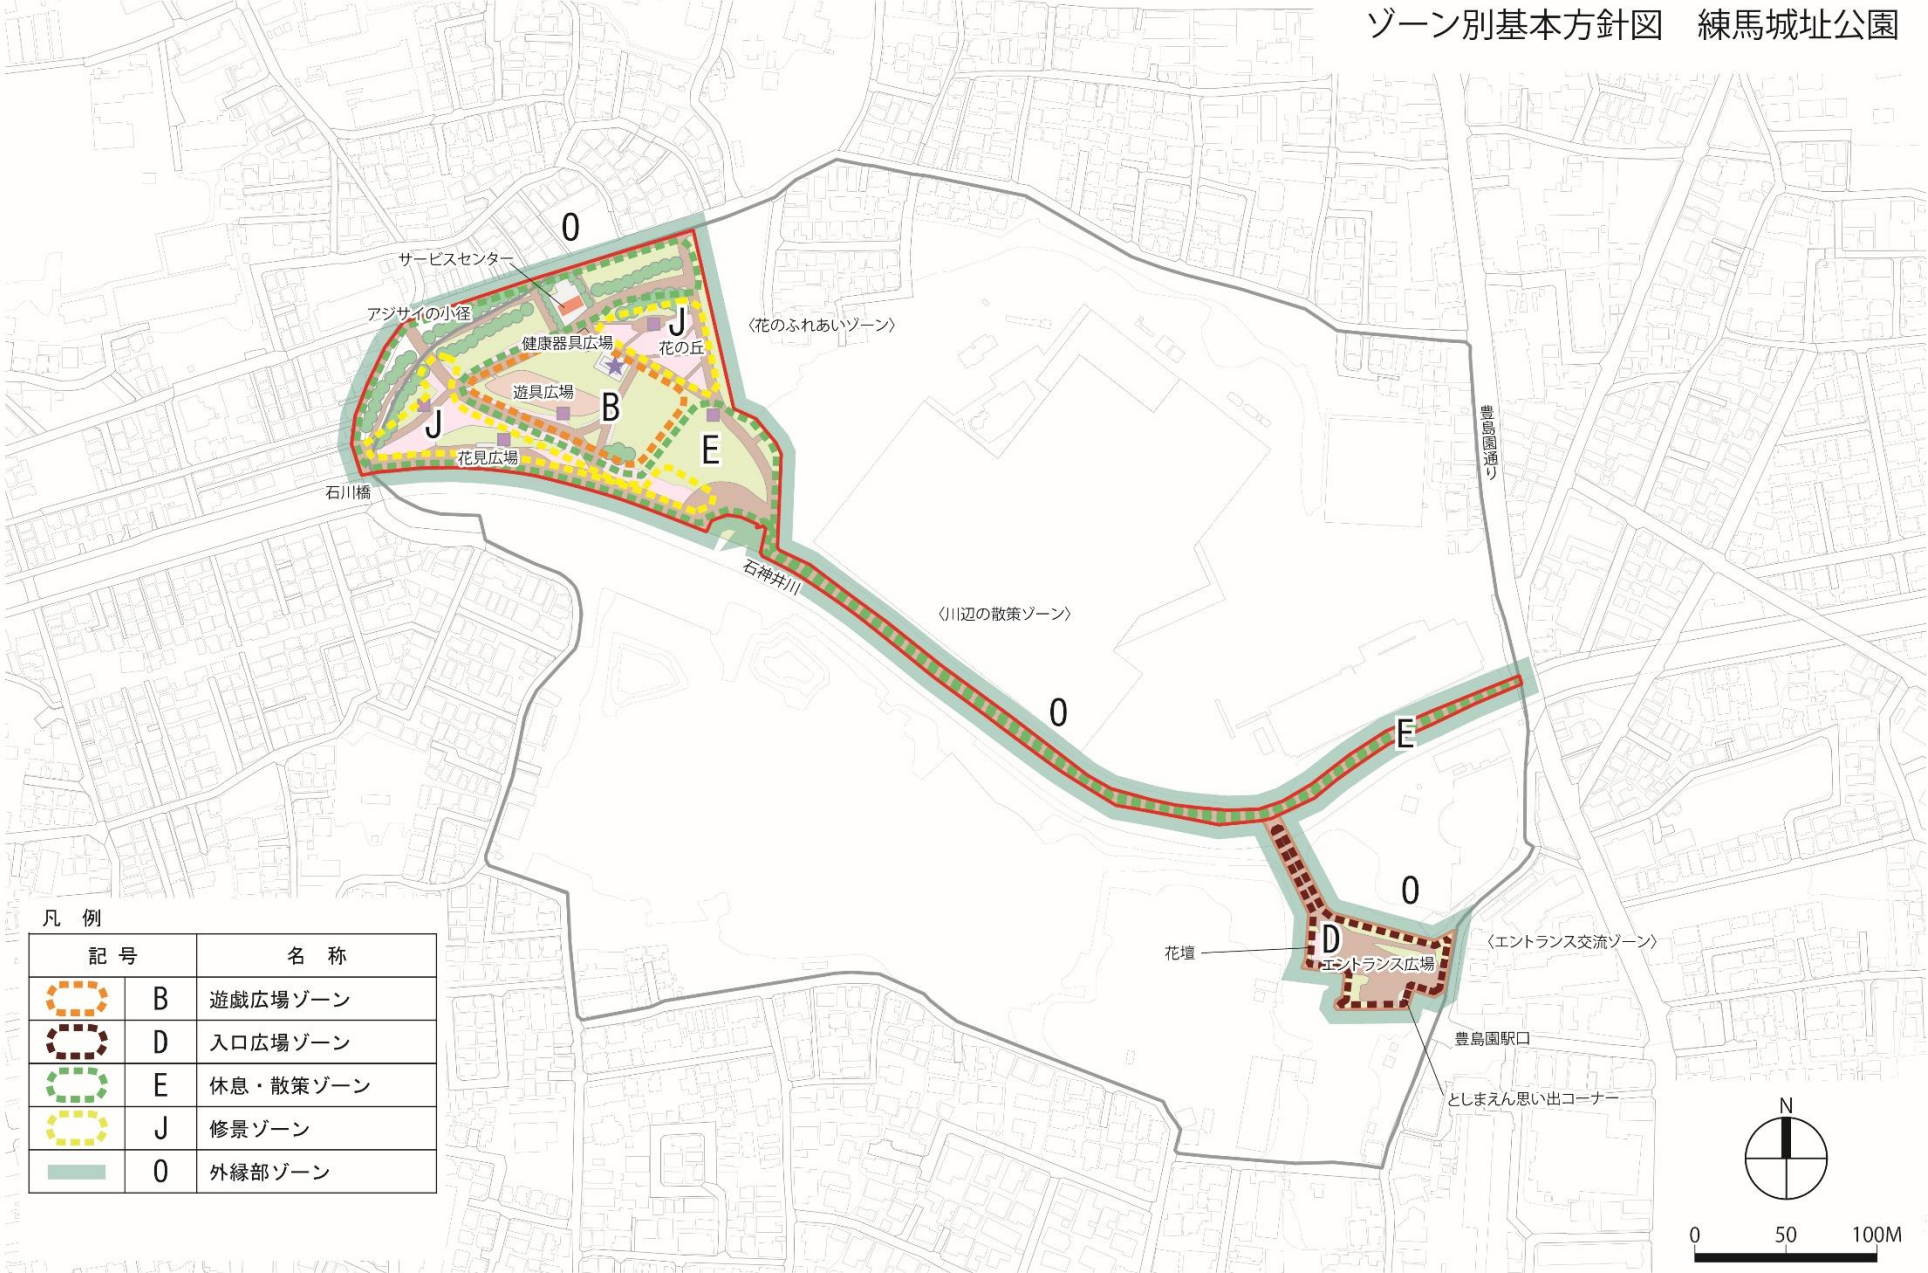 ゾーン別基本方針図　練馬城址公園
O
サービスセンター
アジサイの小径
J
〈花のふれあいゾーン〉
健康器具広場
花の丘
遊具広場
B
J
E
花見広場
石川橋
豊島園通り
石神井川
〈川辺の散策ゾーン〉
O
E
O
D
花壇
エントランス広場
〈エントランス交流ゾーン〉
豊島園駅口
としまえん思い出コーナー
凡　例
記 号　名　称
B　遊戯広場ゾーン
D　入口広場ゾーン
E　休息・散策ゾーン
J　修景ゾーン
O　外縁部ゾーン
N
0　50　100M